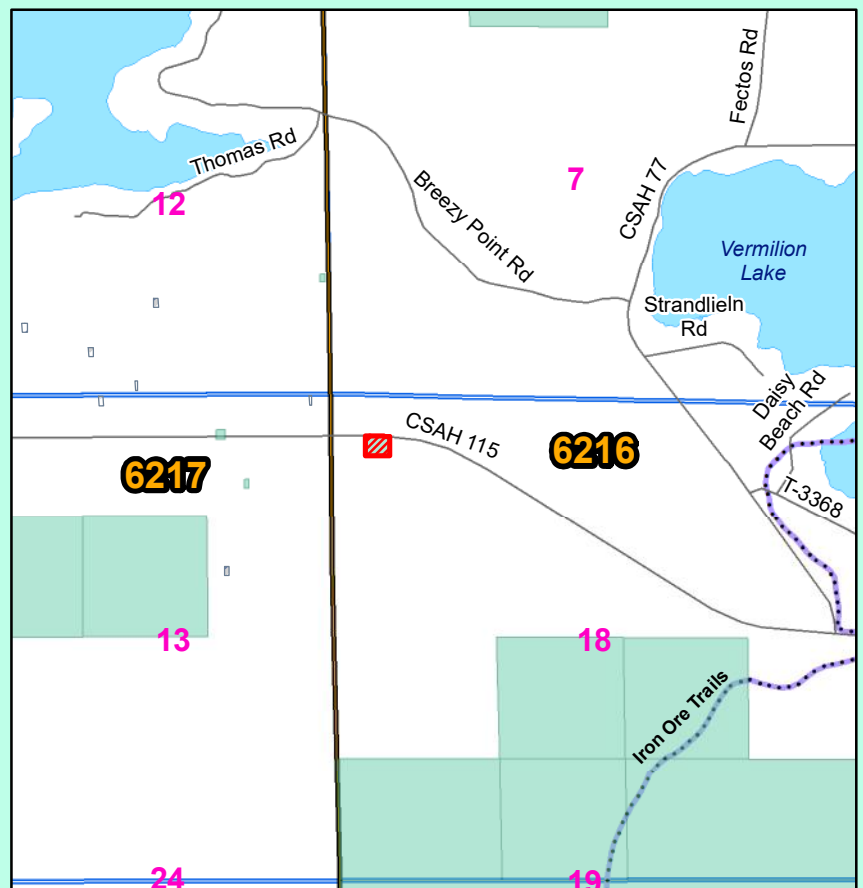 Fectos Rd
Thomas Rd
12
7
CSAH 77
Breezy Point Rd
Vermilion
Lake
Strandlieln
Rd
Daisy
Beach Rd
CSAH 115
6216
6217
T-3368
13
18
Iron Ore Trails
24
19